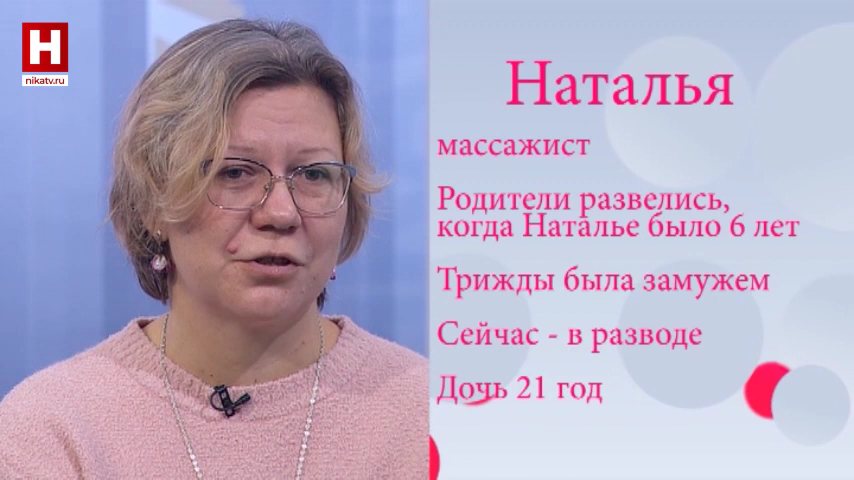 Н
nikatv.ru
Наталья
массажист
Родители развелись,
когда Наталье было 6 лет
Трижды была замужем
Сейчас - в разводе
Дочь 21 год